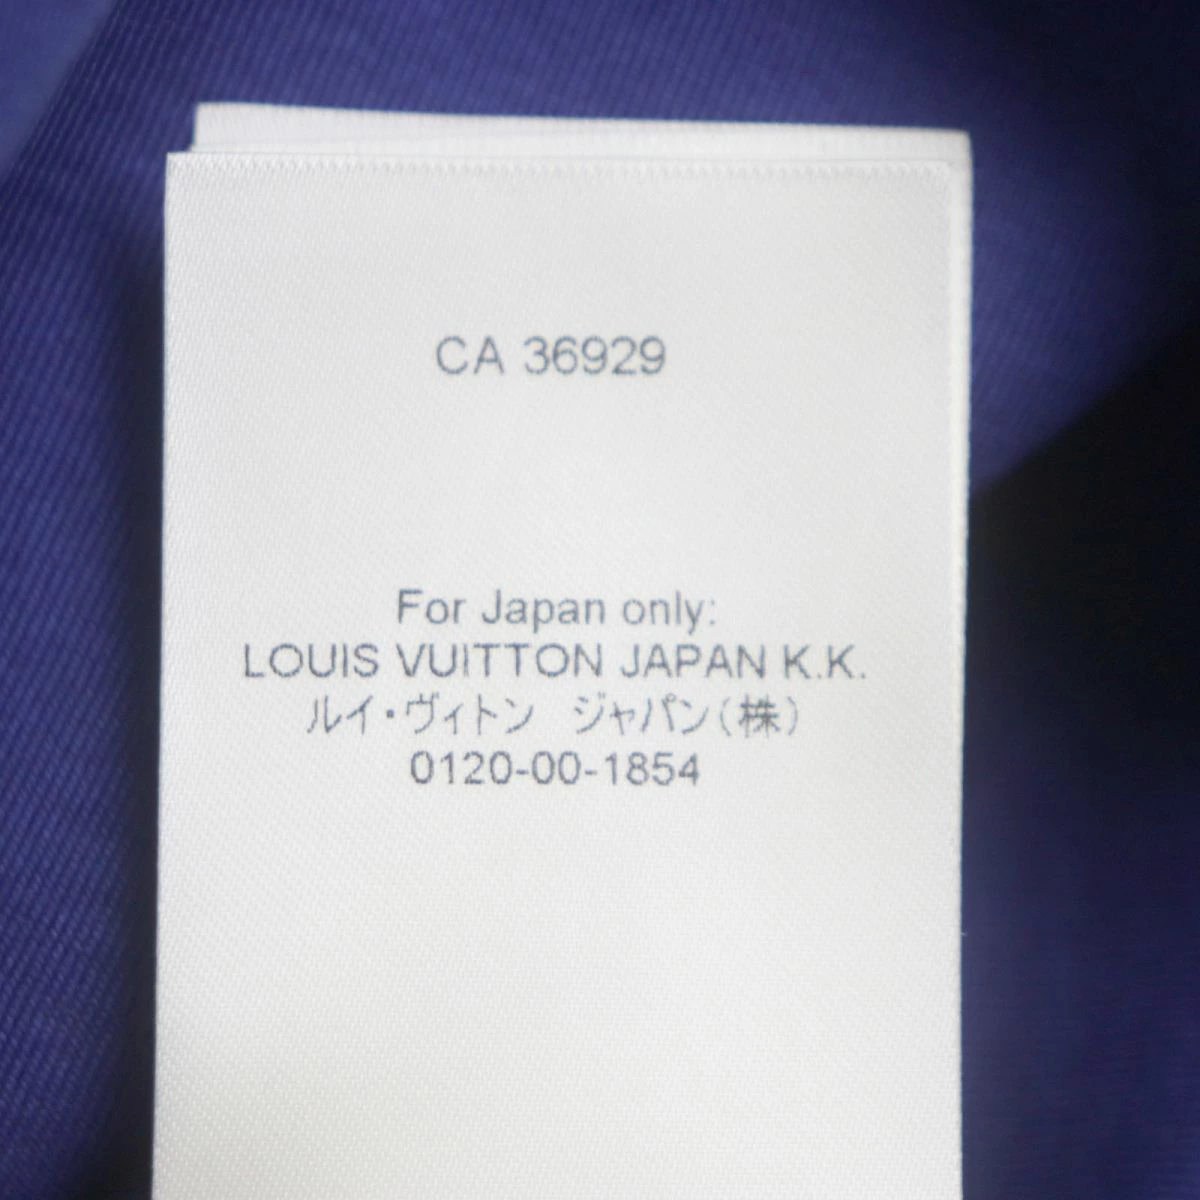 CA 36929
For Japan only:
LOUIS VUITTON JAPAN K.K.
ルイ・ヴィトン　ジャパン(株)
0120-00-1854